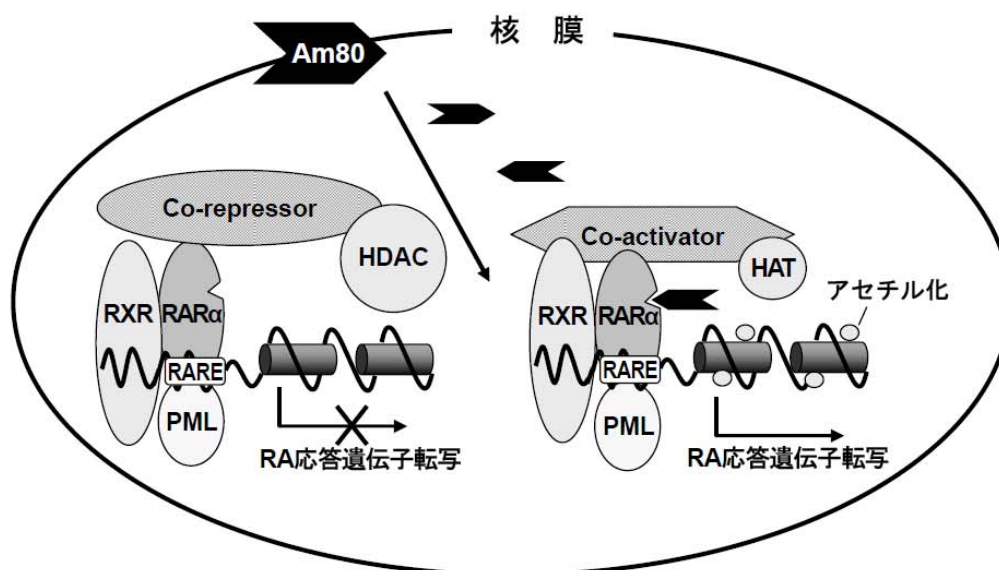 核 膜
Am80
Co-repressor
HDAC
RXR
RARα
RARE
PML
RA応答遺伝子転写
Co-activator
HAT
アセチル化
RXR
RARα
RARE
PML
RA応答遺伝子転写